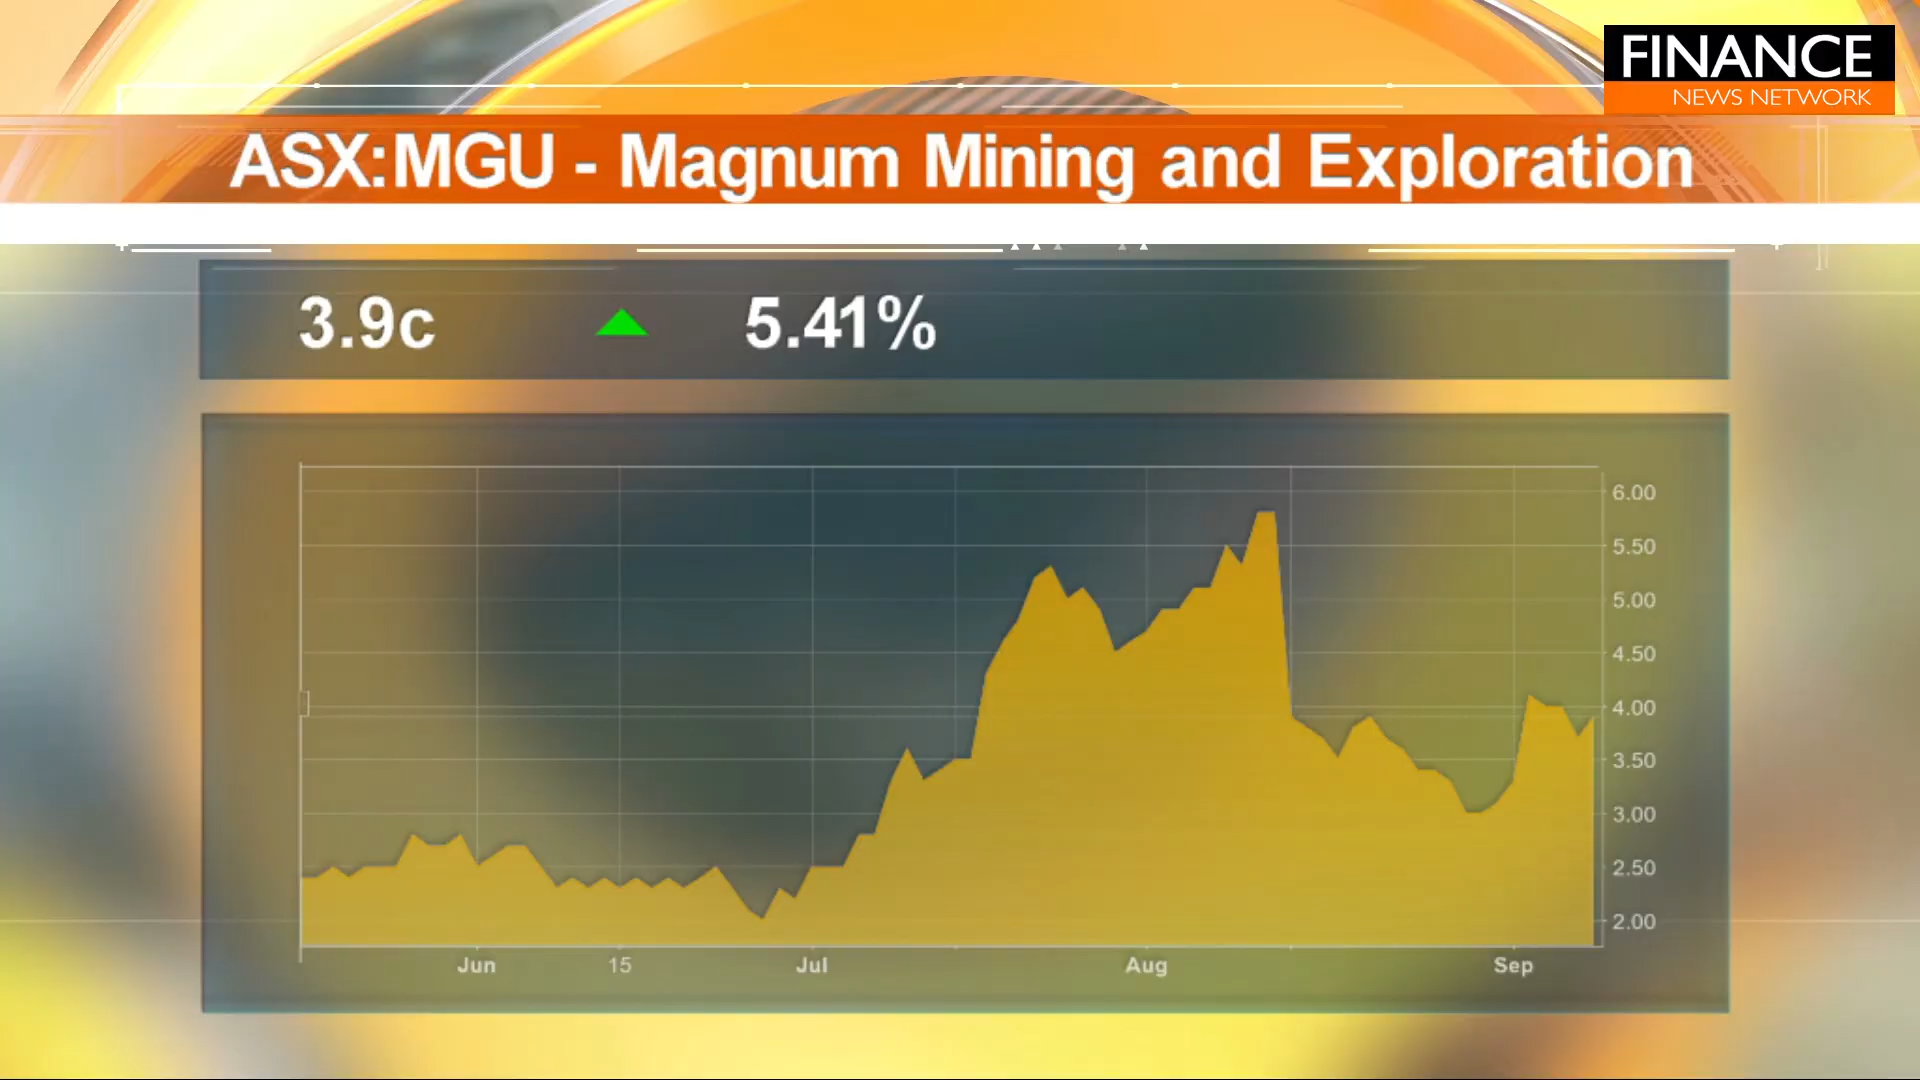 FINANCE
NEWS NETWORK
ASX:MGU - Magnum Mining and Exploration
3.9c 5.41%
6.00
5.50
5.00
4.50
4.00
3.50
3.00
2.50
2.00
Jun 15 Jul Aug Sep